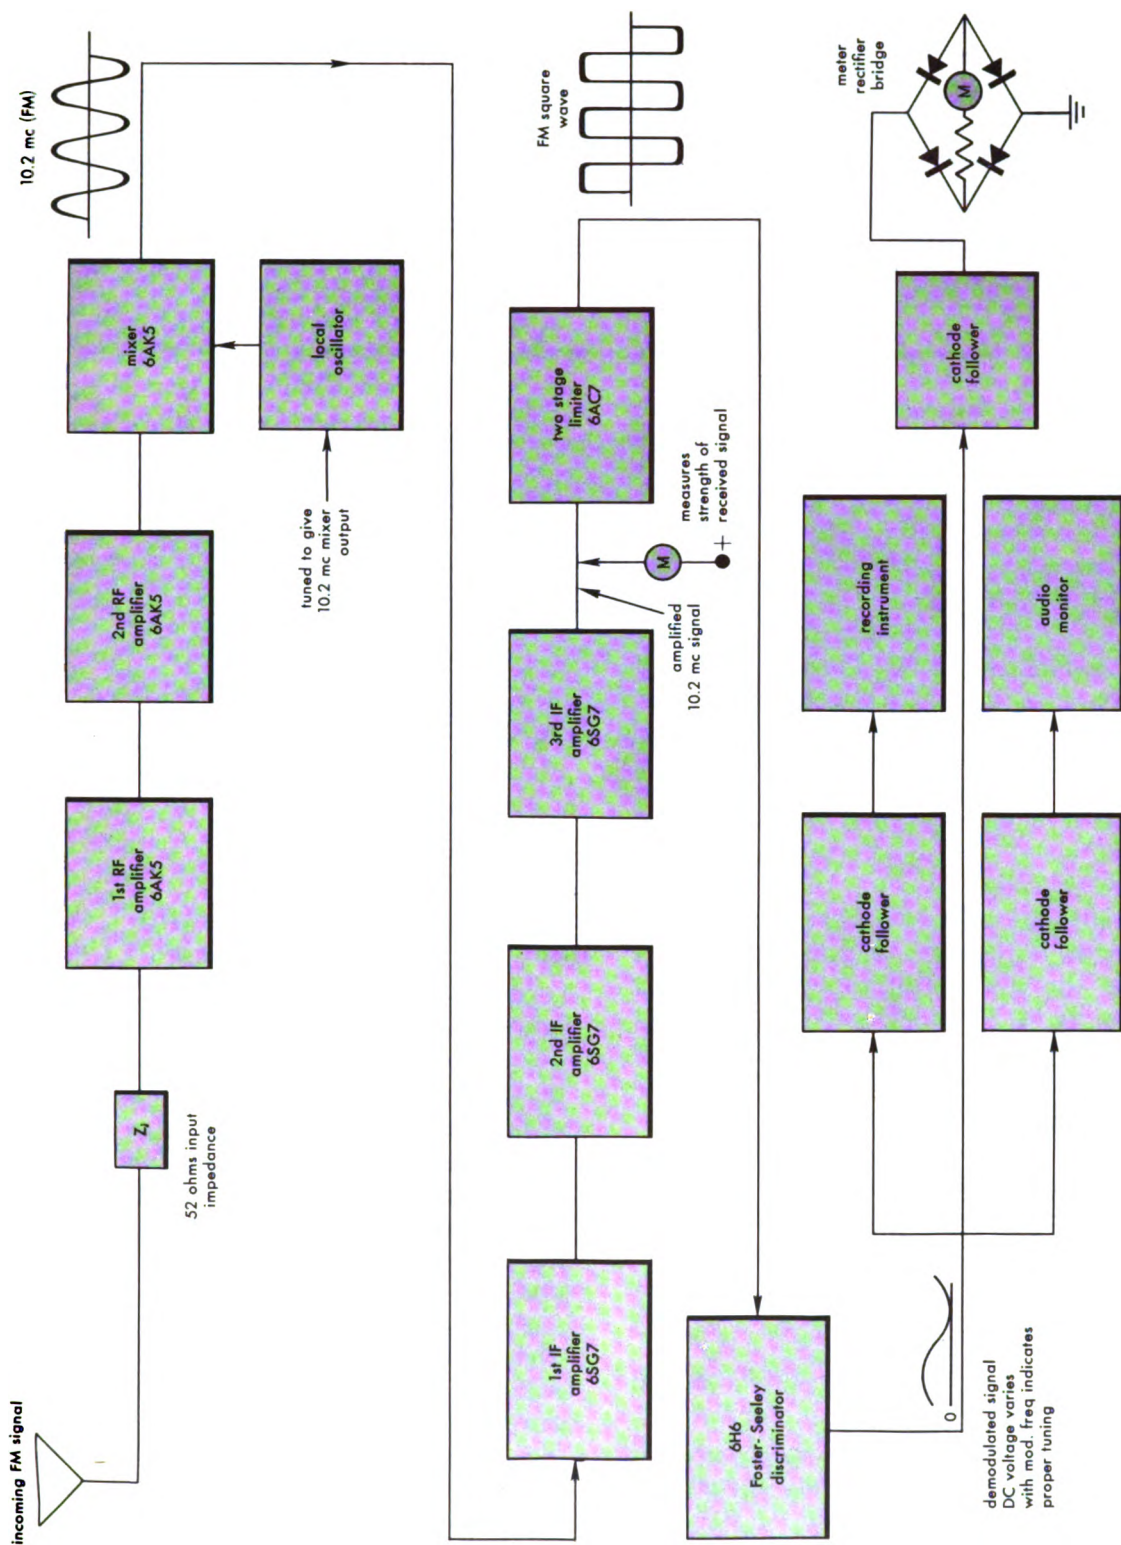 incoming FM signal
Z₁
52 ohms input
impedance
1st RF
amplifier
6AK5
2nd RF
amplifier
6AK5
mixer
6AK5
10.2 mc (FM)
local
oscillator
tuned to give
10.2 mc mixer
output
1st IF
amplifier
6SG7
2nd IF
amplifier
6SG7
3rd IF
amplifier
6SG7
amplified
10.2 mc signal
M
+
measures
strength of
received signal
two stage
limiter
6AC7
FM square
wave
6H6
Foster- Seeley
discriminator
0
demodulated signal
DC voltage varies
with mod. freq indicates
proper tuning
cathode
follower
recording
instrument
cathode
follower
audio
monitor
cathode
follower
meter
rectifier
bridge
M